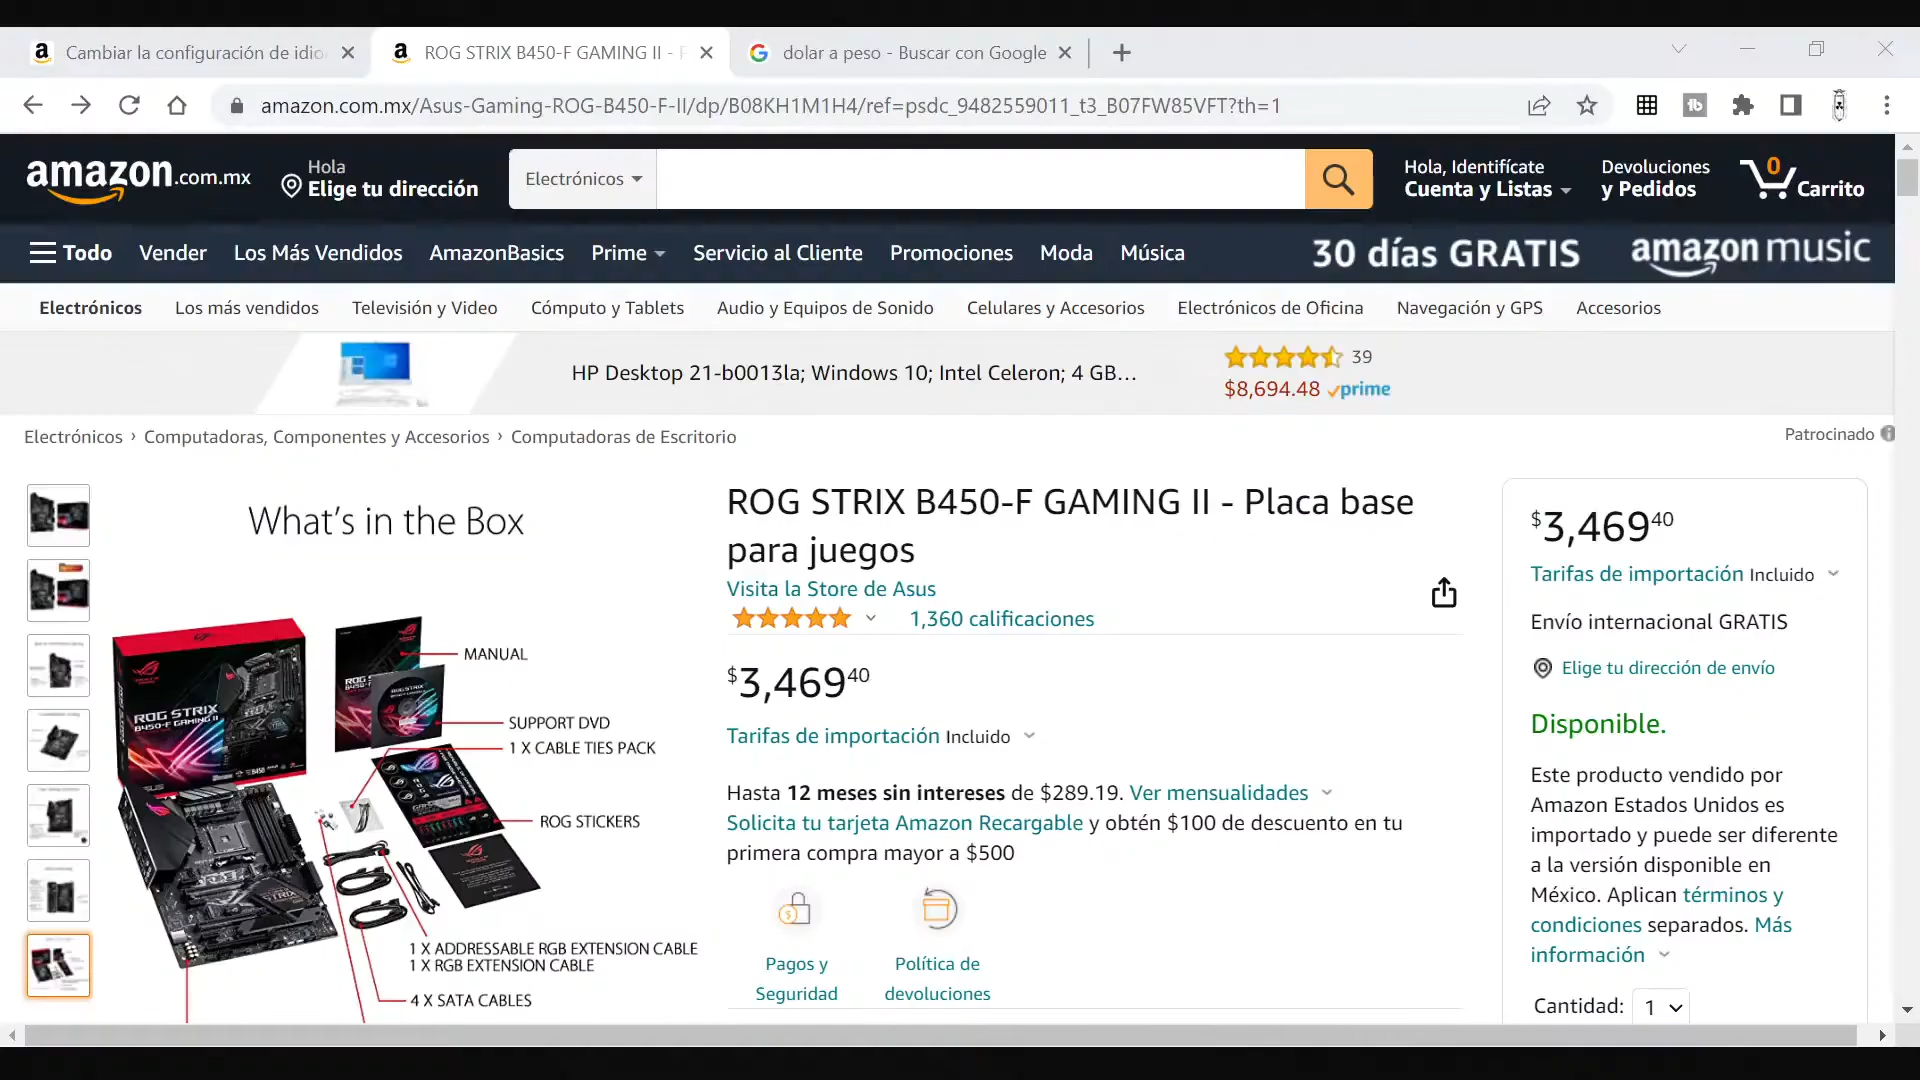 Cambiar la configuración de idio
ROG STRIX B450-F GAMING II - P
dolar a peso - Buscar con Google
amazon.com.mx/Asus-Gaming-ROG-B450-F-II/dp/B08KH1M1H4/ref=psdc_9482559011_t3_B07FW85VFT?th=1
amazon.com.mx
Hola
Elige tu dirección
Electrónicos
Hola, Identifícate
Cuenta y Listas
Devoluciones
y Pedidos
0
Carrito
Todo
Vender
Los Más Vendidos
AmazonBasics
Prime
Servicio al Cliente
Promociones
Moda
Música
30 días GRATIS
amazon music
Electrónicos
Los más vendidos
Televisión y Video
Cómputo y Tablets
Audio y Equipos de Sonido
Celulares y Accesorios
Electrónicos de Oficina
Navegación y GPS
Accesorios
HP Desktop 21-b0013la; Windows 10; Intel Celeron; 4 GB...
39
$8,694.48 prime
Electrónicos › Computadoras, Componentes y Accesorios › Computadoras de Escritorio
Patrocinado
What's in the Box
MANUAL
SUPPORT DVD
1 X CABLE TIES PACK
ROG STICKERS
1 X ADDRESSABLE RGB EXTENSION CABLE
1 X RGB EXTENSION CABLE
4 X SATA CABLES
ROG STRIX
B450-F GAMING II
ROG STRIX B450-F GAMING II - Placa base
para juegos
Visita la Store de Asus
1,360 calificaciones
$3,469.40
Tarifas de importación Incluido
Hasta 12 meses sin intereses de $289.19. Ver mensualidades
Solicita tu tarjeta Amazon Recargable y obtén $100 de descuento en tu
primera compra mayor a $500
Pagos y
Seguridad
Política de
devoluciones
$3,469.40
Tarifas de importación Incluido
Envío internacional GRATIS
Elige tu dirección de envío
Disponible.
Este producto vendido por
Amazon Estados Unidos es
importado y puede ser diferente
a la versión disponible en
México. Aplican términos y
condiciones separados. Más
información
Cantidad: 1